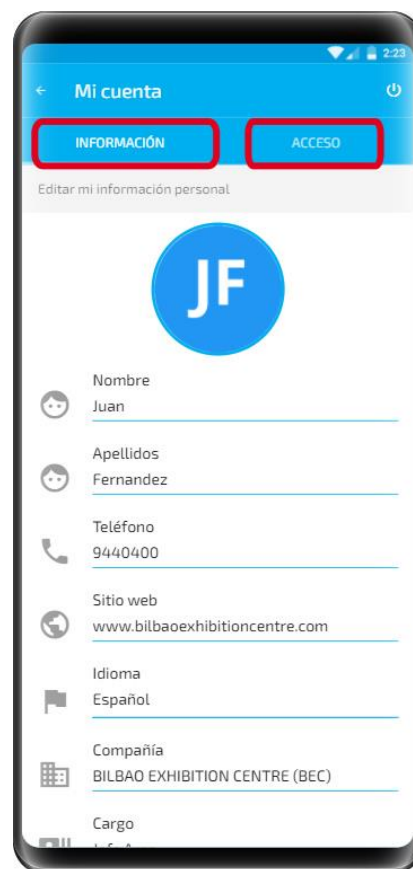 2:23
Mi cuenta
INFORMACIÓN ACCESO
Editar mi información personal
JF
Nombre
Juan
Apellidos
Fernandez
Teléfono
9440400
Sitio web
www.bilbaoexhibitioncentre.com
Idioma
Español
Compañía
BILBAO EXHIBITION CENTRE (BEC)
Cargo